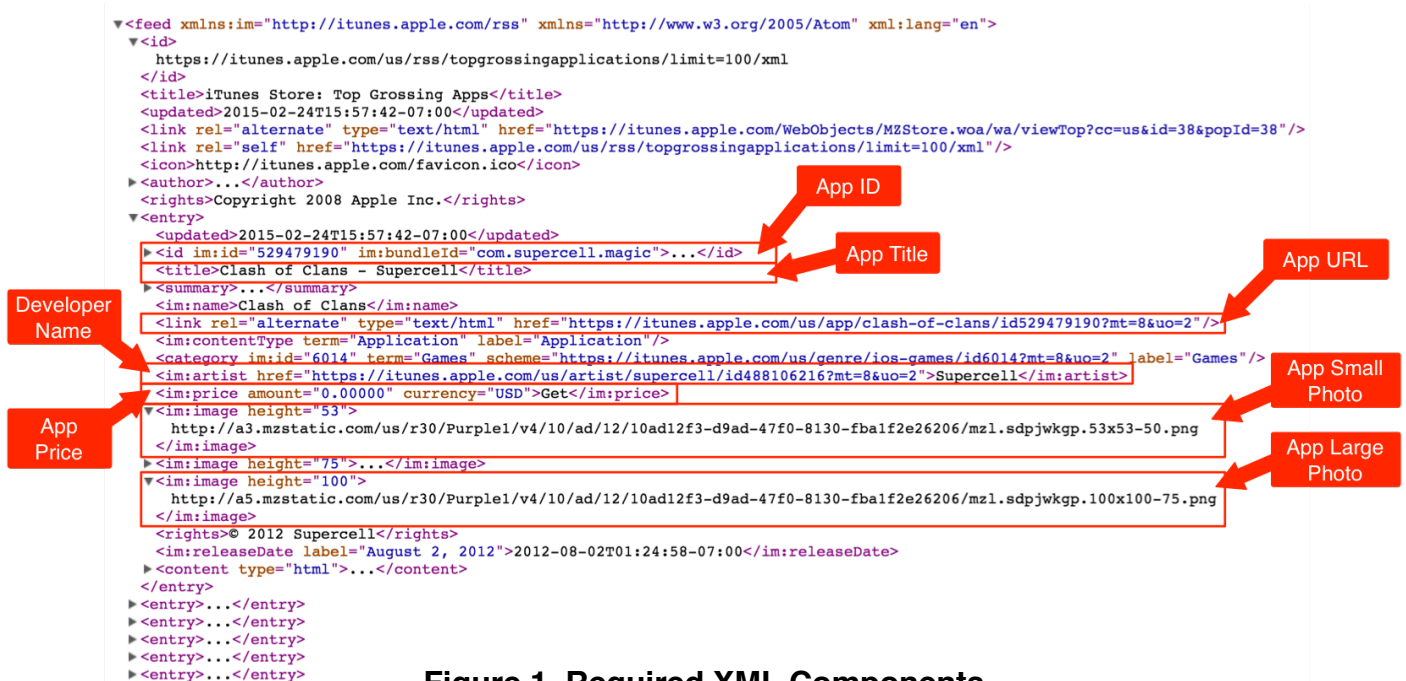 <feed xmlns:im="http://itunes.apple.com/rss" xmlns="http://www.w3.org/2005/Atom" xml:lang="en">
<id>
https://itunes.apple.com/us/rss/topgrossingapplications/limit=100/xml
</id>
<title>iTunes Store: Top Grossing Apps</title>
<updated>2015-02-24T15:57:42-07:00</updated>
<link rel="alternate" type="text/html" href="https://itunes.apple.com/WebObjects/MZStore.woa/wa/viewTop?cc=us&id=38&popId=38"/>
<link rel="self" href="https://itunes.apple.com/us/rss/topgrossingapplications/limit=100/xml"/>
<icon>http://itunes.apple.com/favicon.ico</icon>
<author>...</author>
<rights>Copyright 2008 Apple Inc.</rights>
App ID
<entry>
<updated>2015-02-24T15:57:42-07:00</updated>
<id im:id="529479190" im:bundleId="com.supercell.magic">...</id>
App Title
<title>Clash of Clans - Supercell</title>
App URL
<summary>...</summary>
<im:name>Clash of Clans</im:name>
Developer
Name
<link rel="alternate" type="text/html" href="https://itunes.apple.com/us/app/clash-of-clans/id529479190?mt=8&uo=2"/>
<im:contentType term="Application" label="Application"/>
<category im:id="6014" term="Games" scheme="https://itunes.apple.com/us/genre/ios-games/id6014?mt=8&uo=2" label="Games"/>
<im:artist href="https://itunes.apple.com/us/artist/supercell/id488106216?mt=8&uo=2">Supercell</im:artist>
App Small
Photo
<im:price amount="0.00000" currency="USD">Get</im:price>
App
Price
<im:image height="53">
http://a3.mzstatic.com/us/r30/Purple1/v4/10/ad/12/10ad12f3-d9ad-47f0-8130-fba1f2e26206/mzl.sdpjwkgp.53x53-50.png
</im:image>
<im:image height="75">...</im:image>
App Large
Photo
<im:image height="100">
http://a5.mzstatic.com/us/r30/Purple1/v4/10/ad/12/10ad12f3-d9ad-47f0-8130-fba1f2e26206/mzl.sdpjwkgp.100x100-75.png
</im:image>
<rights>© 2012 Supercell</rights>
<im:releaseDate label="August 2, 2012">2012-08-02T01:24:58-07:00</im:releaseDate>
<content type="html">...</content>
</entry>
<entry>...</entry>
<entry>...</entry>
<entry>...</entry>
<entry>...</entry>
<entry>...</entry>
Figure 1. Required XML Components